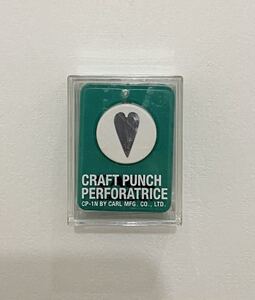 CRAFT PUNCH
PERFORATRICE
CP-1N BY CARL MFG. CO., LTD.